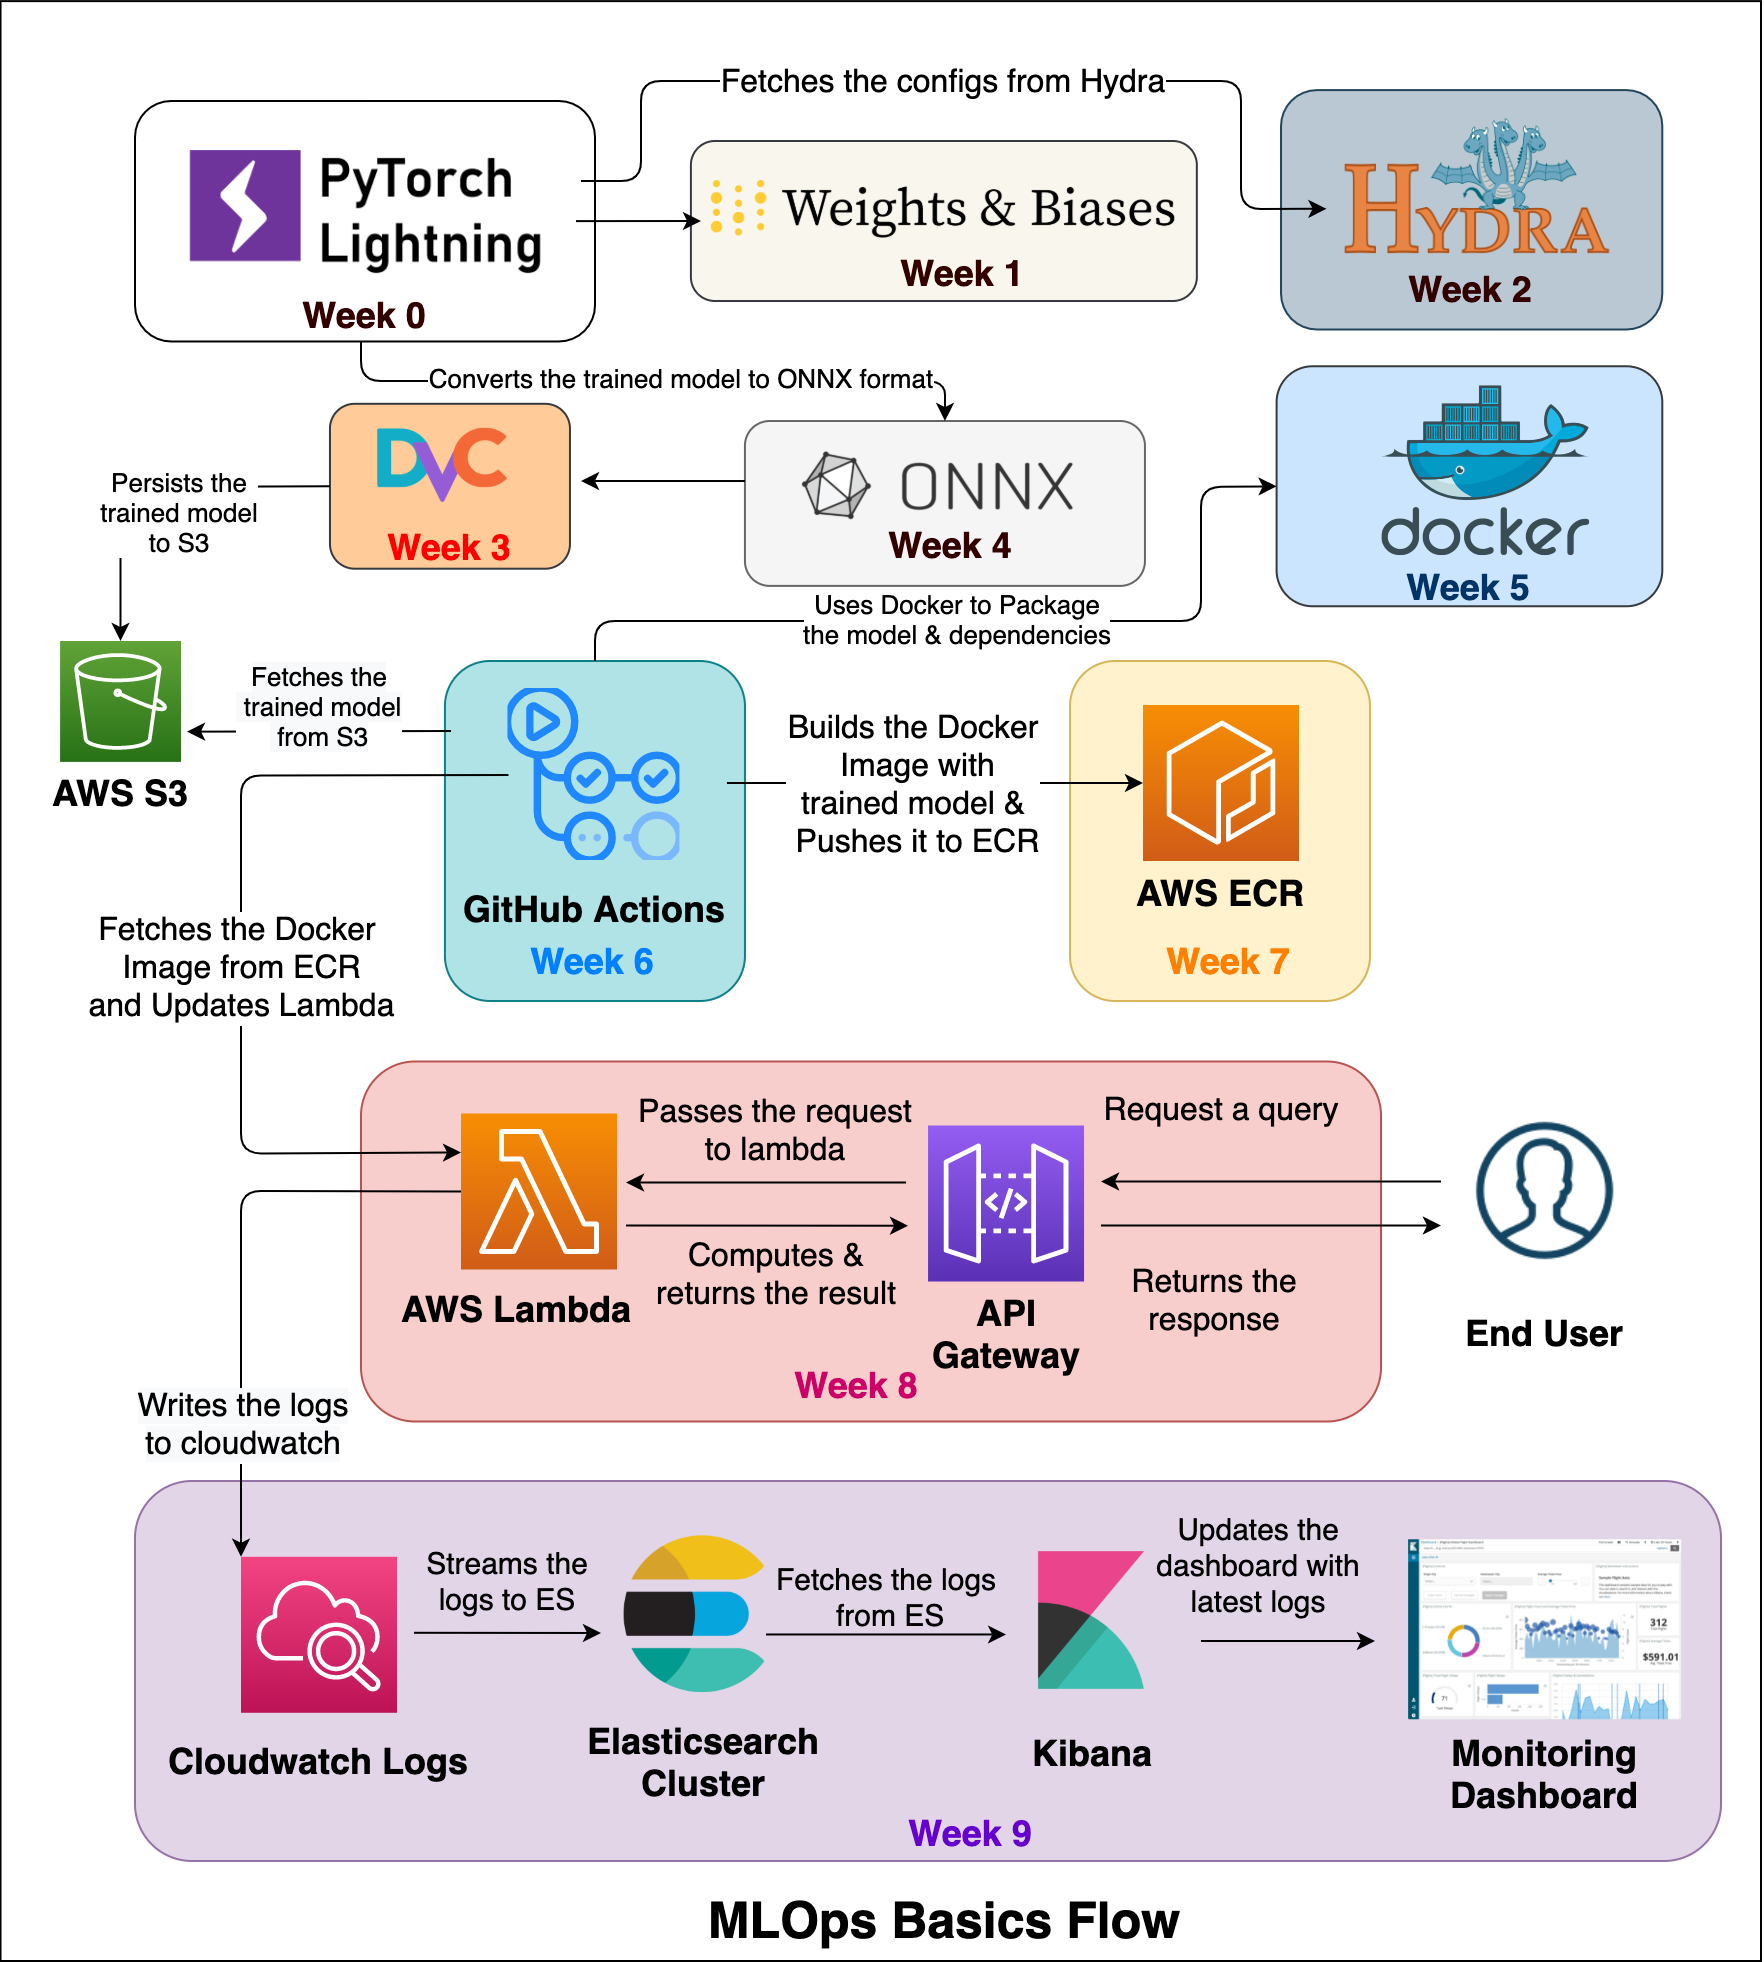 Fetches the configs from Hydra
PyTorch
Lightning
Week 0
Weights & Biases
Week 1
HYDRA
Week 2
Converts the trained model to ONNX format
DVC
Week 3
ONNX
Week 4
docker
Week 5
Persists the
trained model
to S3
Uses Docker to Package
the model & dependencies
AWS S3
Fetches the
trained model
from S3
GitHub Actions
Week 6
Builds the Docker
Image with
trained model &
Pushes it to ECR
AWS ECR
Week 7
Fetches the Docker
Image from ECR
and Updates Lambda
Passes the request
to lambda
Request a query
</>
Computes &
returns the result
Returns the
response
AWS Lambda
API
Gateway
End User
Week 8
Writes the logs
to cloudwatch
Streams the
logs to ES
Fetches the logs
from ES
Updates the
dashboard with
latest logs
312
$591.01
71
Cloudwatch Logs
Elasticsearch
Cluster
Kibana
Monitoring
Dashboard
Week 9
MLOps Basics Flow